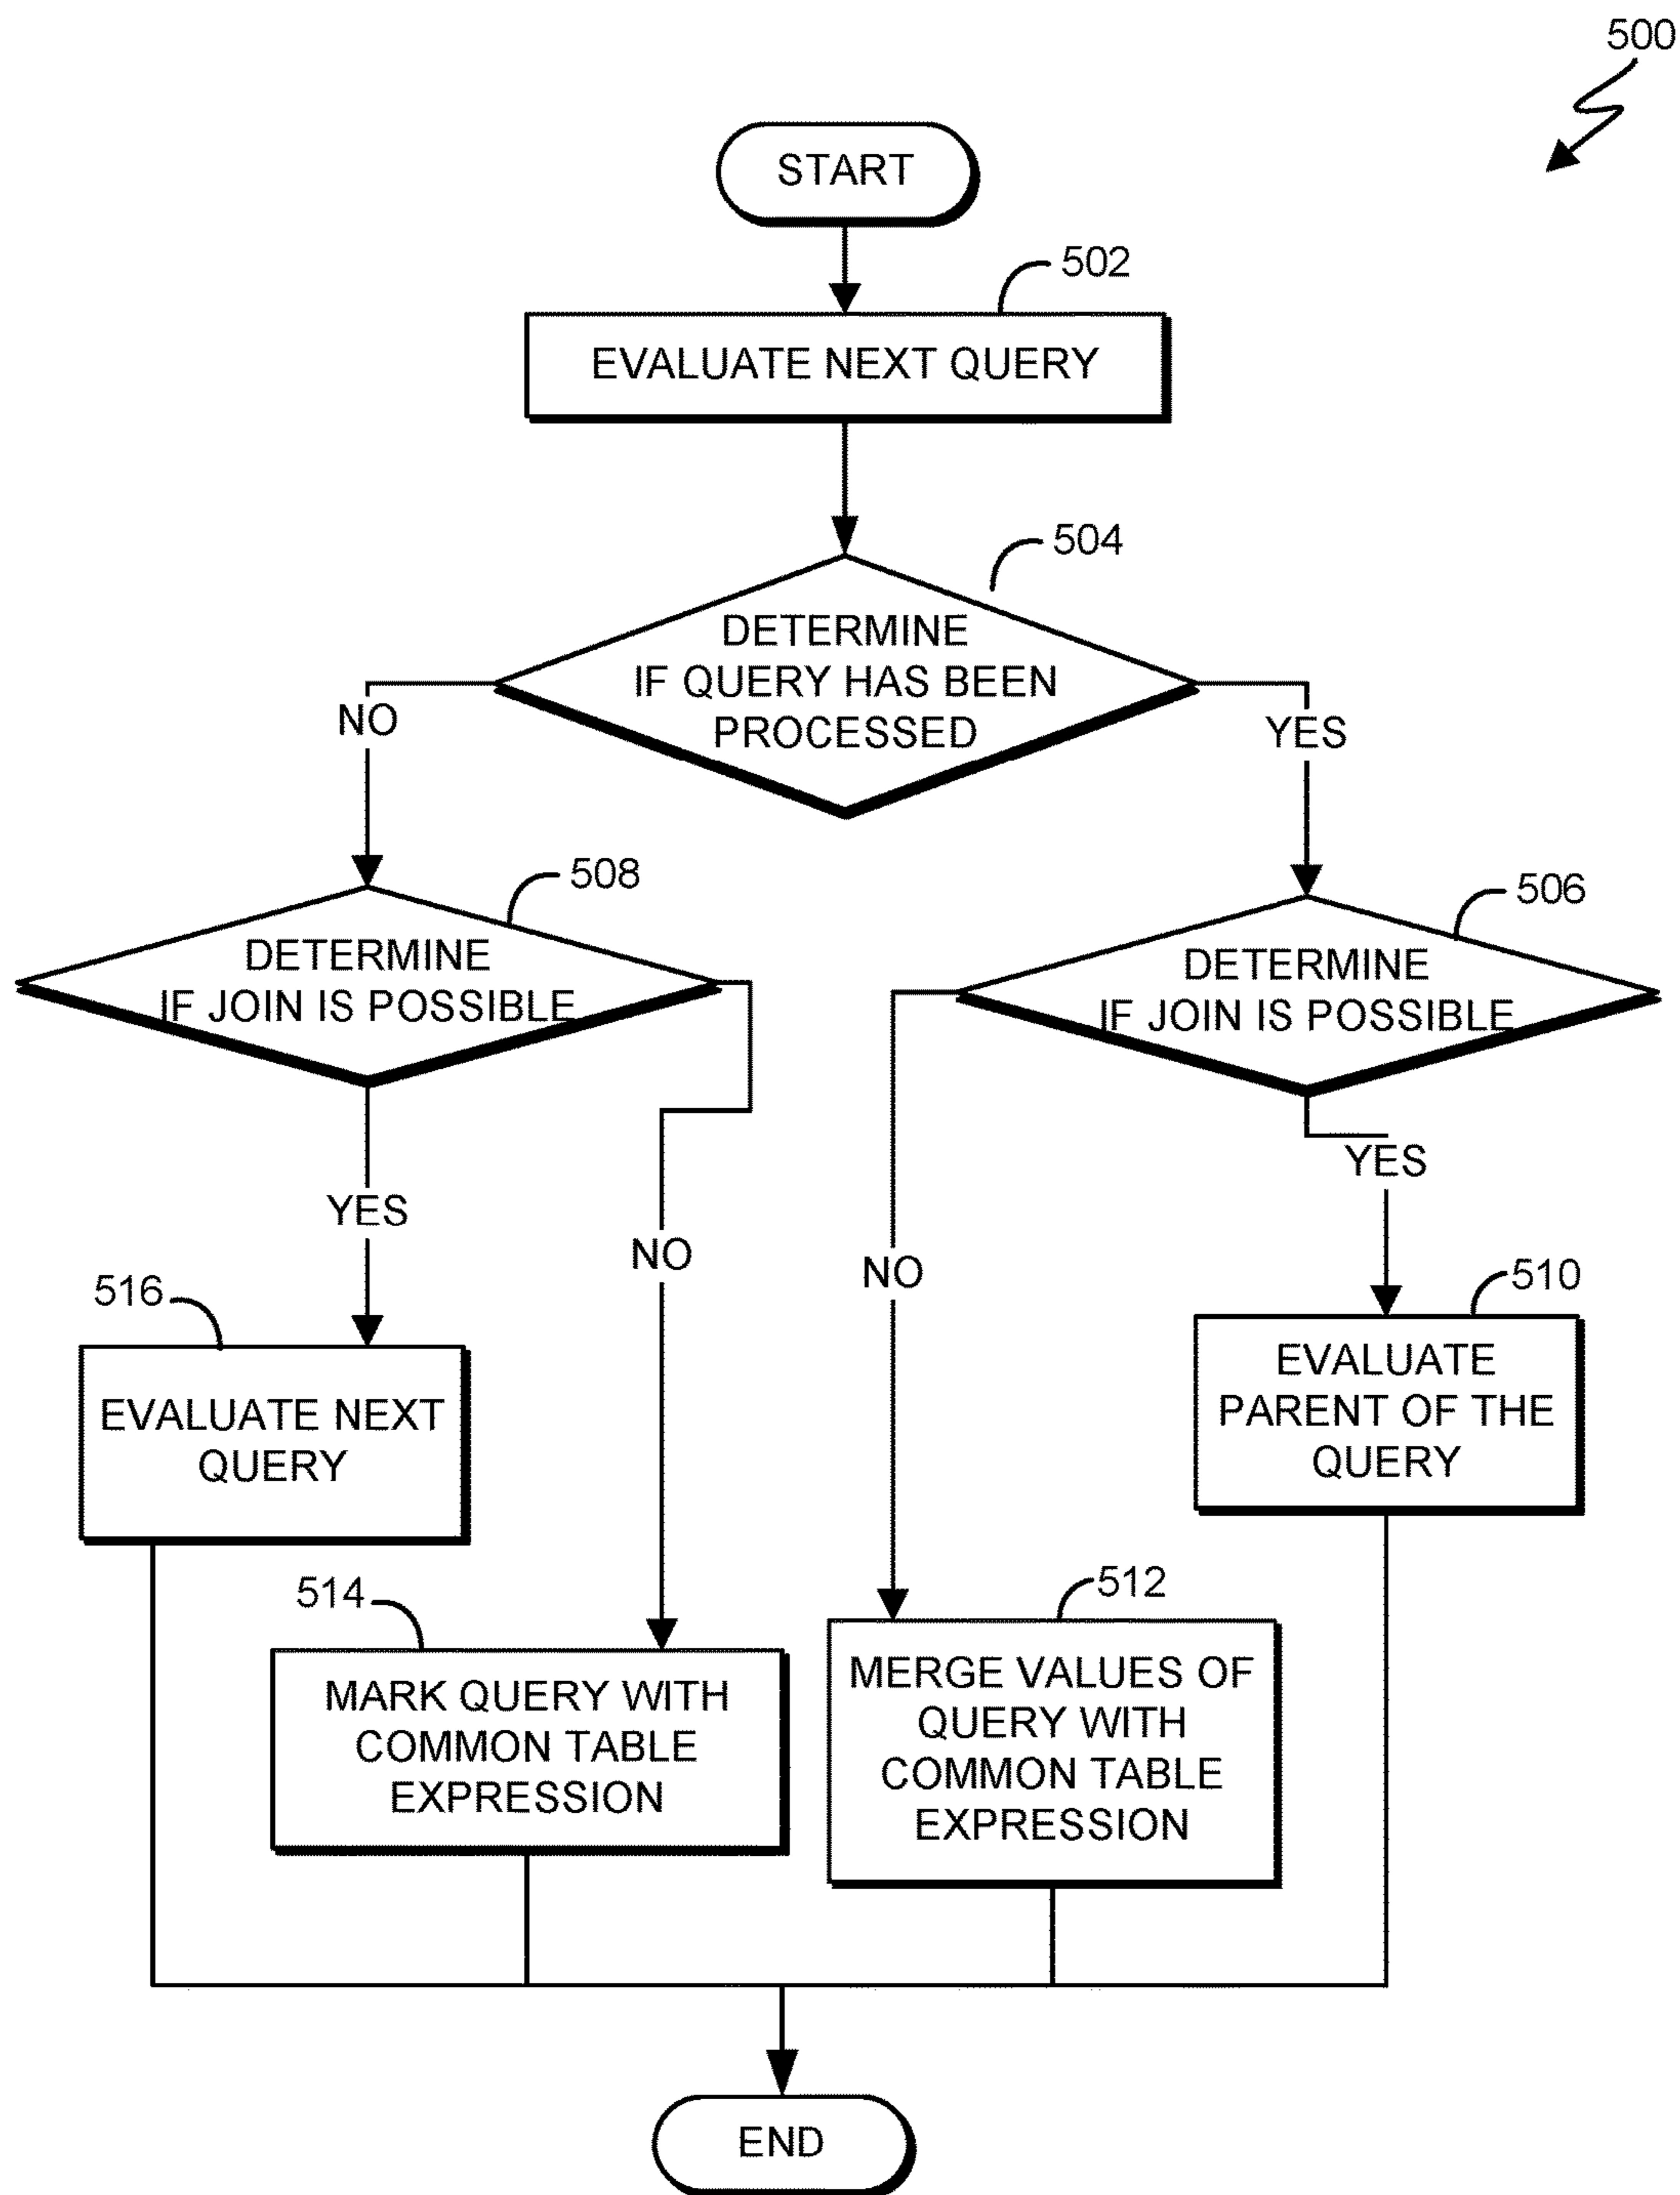 500
START
502
EVALUATE NEXT QUERY
504
DETERMINE
IF QUERY HAS BEEN
PROCESSED
NO
YES
508
DETERMINE
IF JOIN IS POSSIBLE
506
DETERMINE
IF JOIN IS POSSIBLE
YES
NO
NO
YES
516
EVALUATE NEXT
QUERY
510
EVALUATE
PARENT OF THE
QUERY
514
MARK QUERY WITH
COMMON TABLE
EXPRESSION
512
MERGE VALUES OF
QUERY WITH
COMMON TABLE
EXPRESSION
END